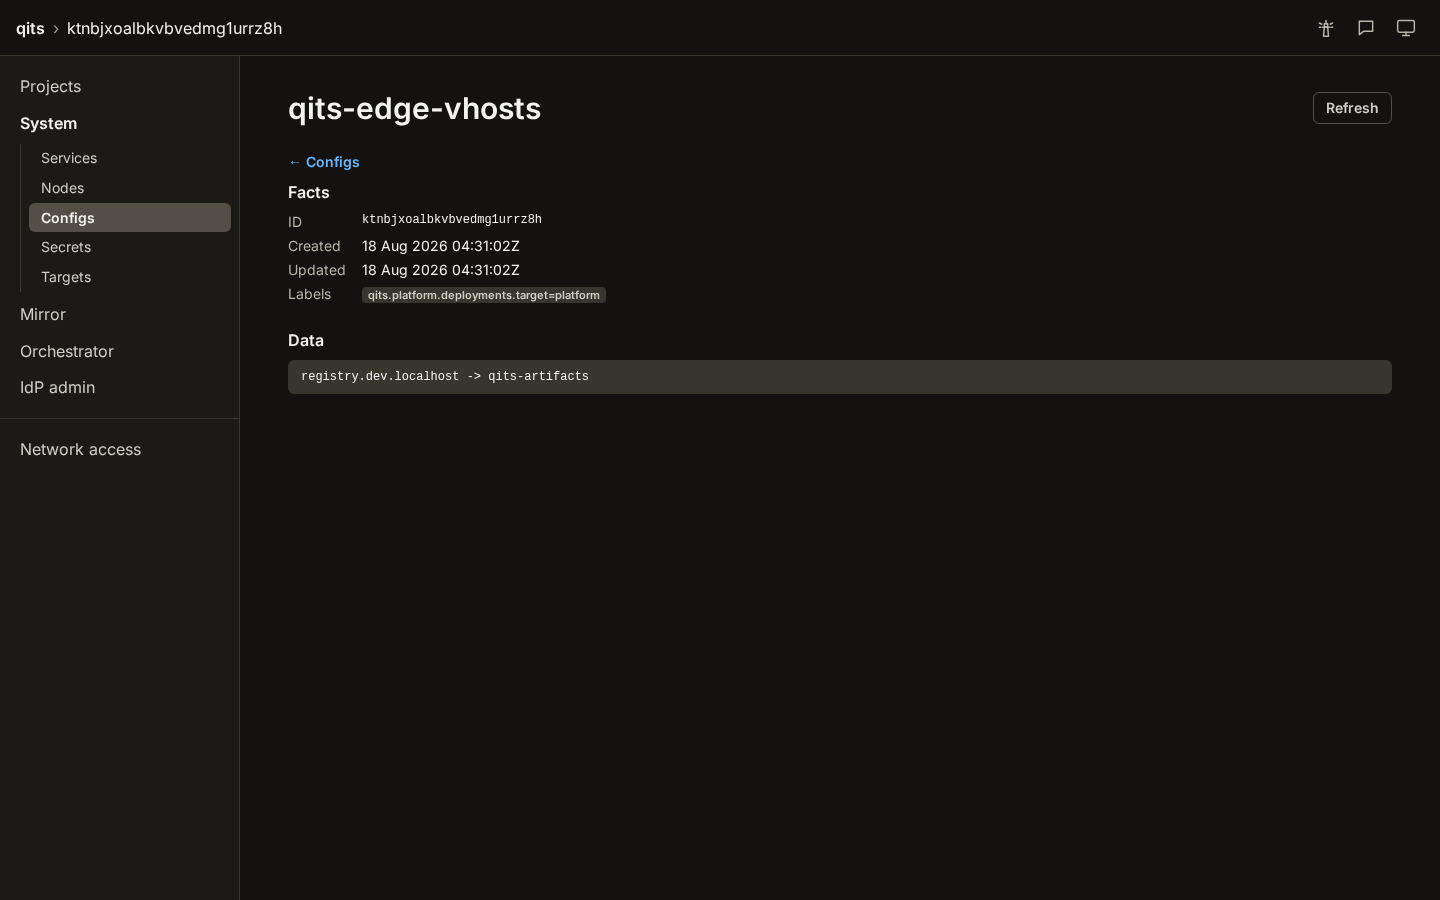 qits › ktnbjxoalbkvbvedmg1urrz8h
Projects
System
Services
Nodes
Configs
Secrets
Targets
Mirror
Orchestrator
IdP admin
Network access
qits-edge-vhosts
Refresh
← Configs
Facts
ID ktnbjxoalbkvbvedmg1urrz8h
Created 18 Aug 2026 04:31:02Z
Updated 18 Aug 2026 04:31:02Z
Labels qits.platform.deployments.target=platform
Data
registry.dev.localhost -> qits-artifacts